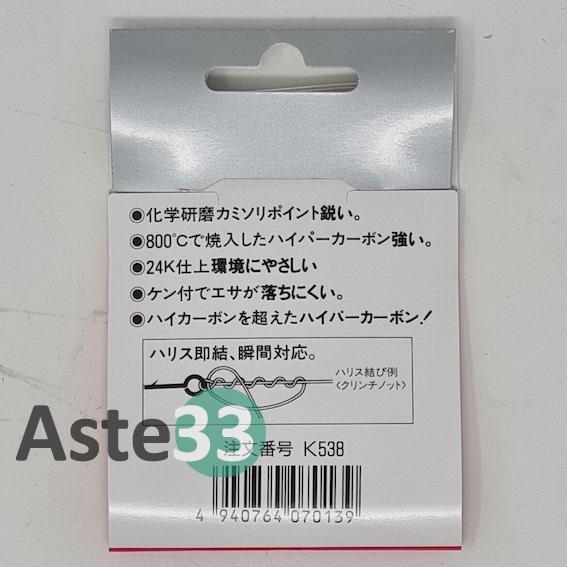 ◉化学研磨カミソリポイント鋭い。
◉800℃で焼入したハイパーカーボン強い。
◉24K仕上環境にやさしい
◉ケン付でエサが落ちにくい。
◉ハイカーボンを超えたハイパーカーボン!
ハリス即結、瞬間対応。
ハリス結び例
〈クリンチノット〉
Aste33
注文番号 K538
4 940764 070139